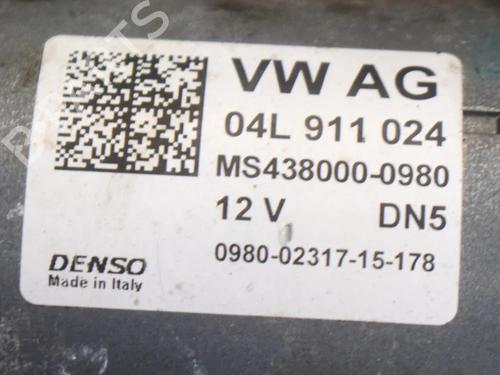 VW AG
04L 911 024
MS438000-0980
12 V DN5
0980-02317-15-178
DENSO
Made in Italy